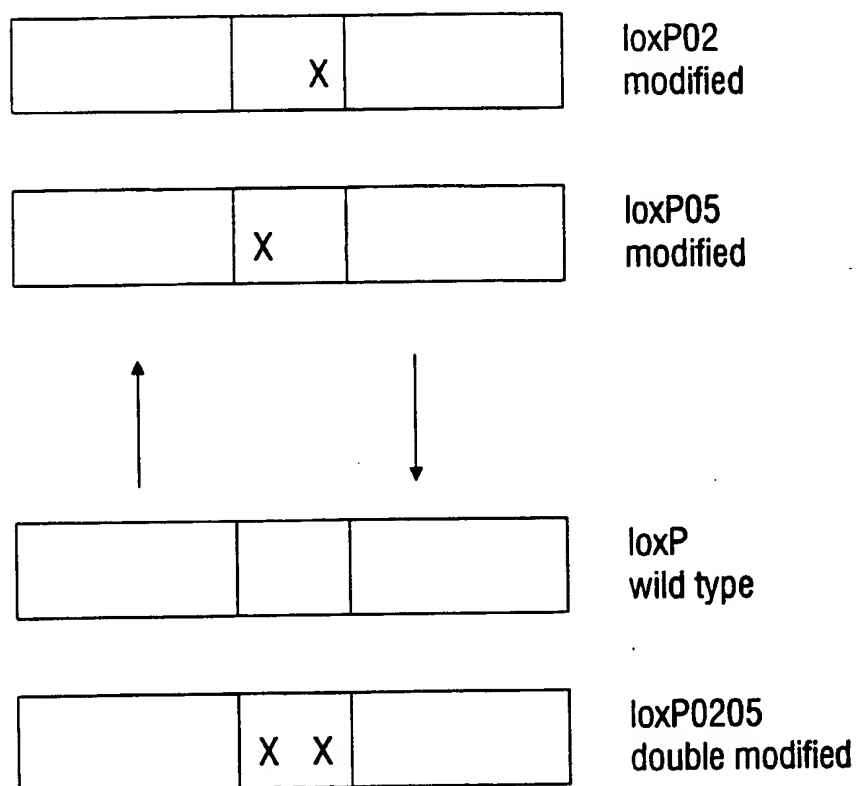 loxP02
modified
X
loxP05
modified
X
loxP
wild type
loxP0205
double modified
X X